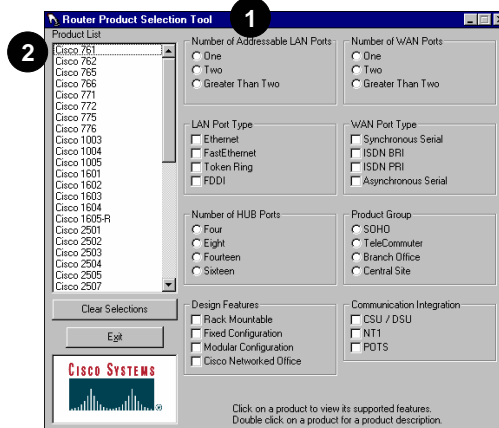 Router Product Selection Tool
1
2
Product List
Cisco 761
Cisco 762
Cisco 765
Cisco 766
Cisco 771
Cisco 772
Cisco 775
Cisco 776
Cisco 1003
Cisco 1004
Cisco 1005
Cisco 1601
Cisco 1602
Cisco 1603
Cisco 1604
Cisco 1605-R
Cisco 2501
Cisco 2502
Cisco 2503
Cisco 2504
Cisco 2505
Cisco 2507
Clear Selections
Exit
CISCO SYSTEMS
Number of Addressable LAN Ports
One
Two
Greater Than Two
Number of WAN Ports
One
Two
Greater Than Two
LAN Port Type
Ethernet
FastEthernet
Token Ring
FDDI
WAN Port Type
Synchronous Serial
ISDN BRI
ISDN PRI
Asynchronous Serial
Number of HUB Ports
Four
Eight
Fourteen
Sixteen
Product Group
SOHO
TeleCommuter
Branch Office
Central Site
Design Features
Rack Mountable
Fixed Configuration
Modular Configuration
Cisco Networked Office
Communication Integration
CSU / DSU
NT1
POTS
Click on a product to view its supported features.
Double click on a product for a product description.